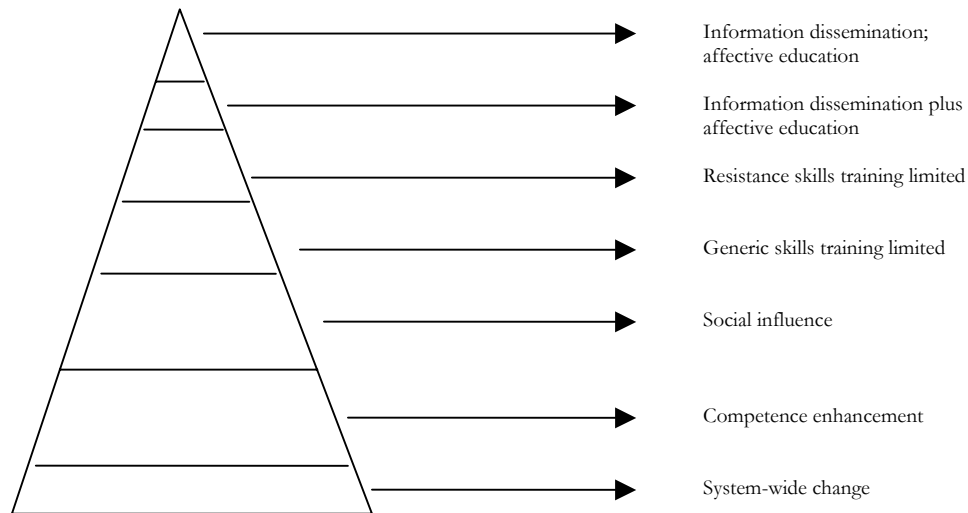 Information dissemination;
affective education
Information dissemination plus
affective education
Resistance skills training limited
Generic skills training limited
Social influence
Competence enhancement
System-wide change